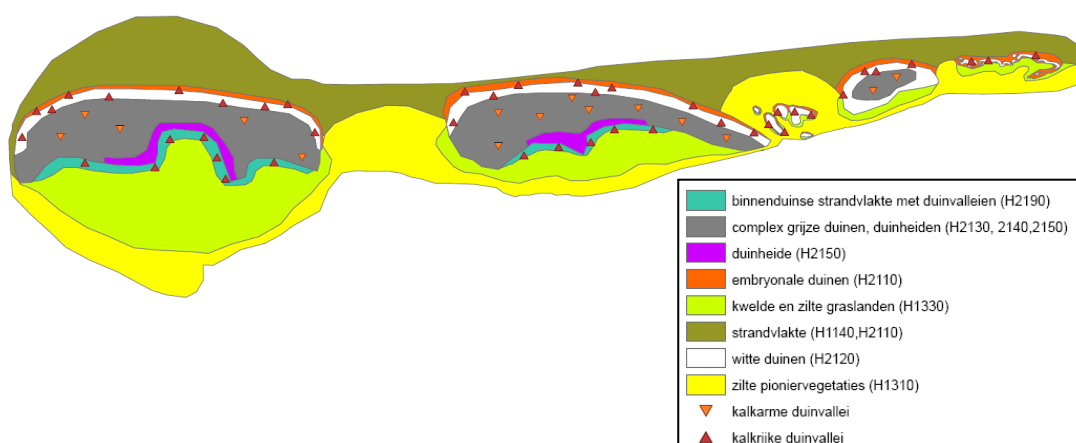 binnenduinse strandvlakte met duinvalleien (H2190)
complex grijze duinen, duinheiden (H2130, 2140,2150)
duinheide (H2150)
embryonale duinen (H2110)
kwelde en zilte graslanden (H1330)
strandvlakte (H1140,H2110)
witte duinen (H2120)
zilte pioniervegetaties (H1310)
kalkarme duinvallei
kalkrijke duinvallei